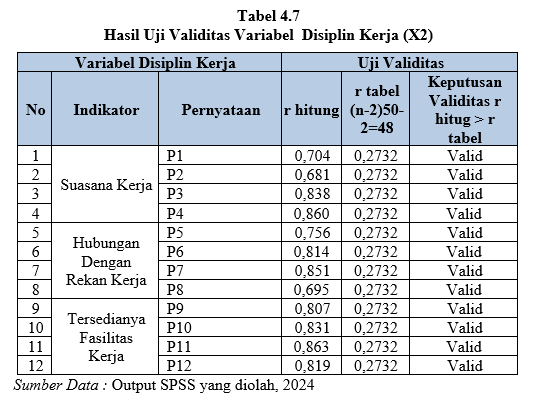 Tabel 4.7
Hasil Uji Validitas Variabel Disiplin Kerja (X2)
Variabel Disiplin Kerja Uji Validitas
No Indikator Pernyataan r hitung r tabel (n-2)50-2=48 Keputusan Validitas r hitug > r tabel
1 Suasana Kerja P1 0,704 0,2732 Valid
2 P2 0,681 0,2732 Valid
3 P3 0,838 0,2732 Valid
4 P4 0,860 0,2732 Valid
5 Hubungan Dengan Rekan Kerja P5 0,756 0,2732 Valid
6 P6 0,814 0,2732 Valid
7 P7 0,851 0,2732 Valid
8 P8 0,695 0,2732 Valid
9 Tersedianya Fasilitas Kerja P9 0,807 0,2732 Valid
10 P10 0,831 0,2732 Valid
11 P11 0,863 0,2732 Valid
12 P12 0,819 0,2732 Valid
Sumber Data : Output SPSS yang diolah, 2024